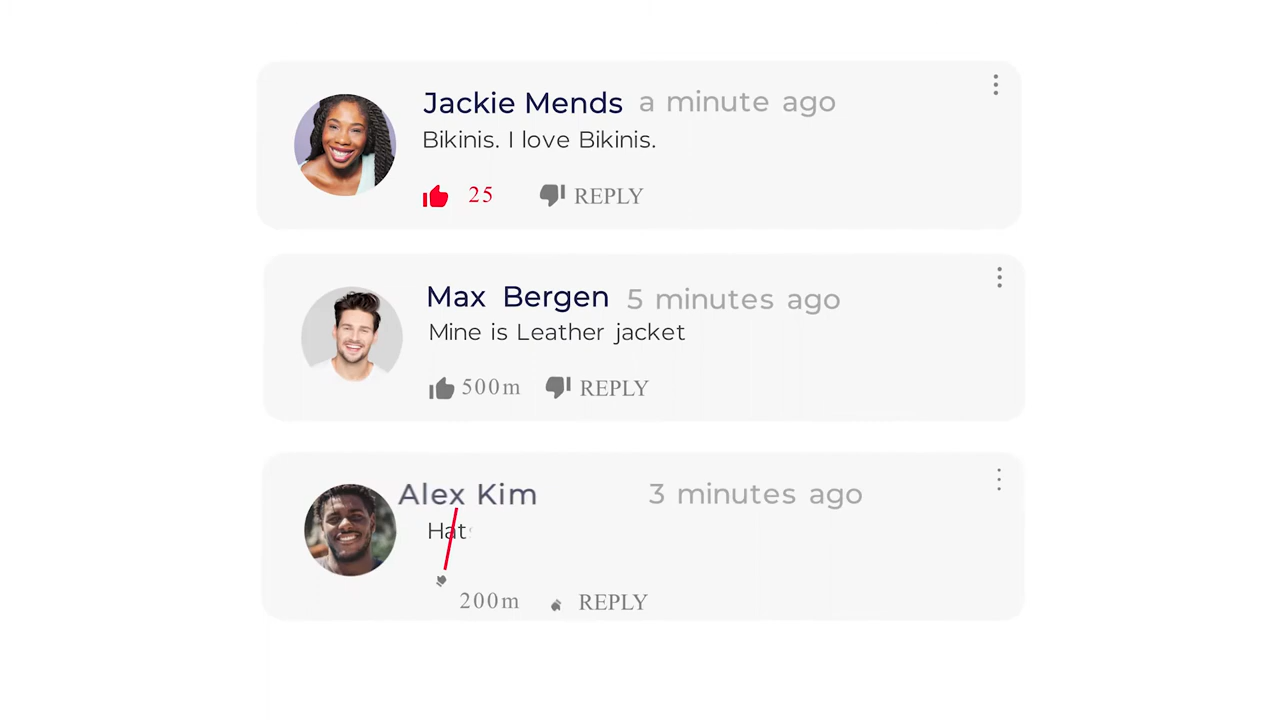 Jackie Mends a minute ago
Bikinis. I love Bikinis.
25 REPLY
Max Bergen 5 minutes ago
Mine is Leather jacket
500m REPLY
Alex Kim 3 minutes ago
Hats
200m REPLY